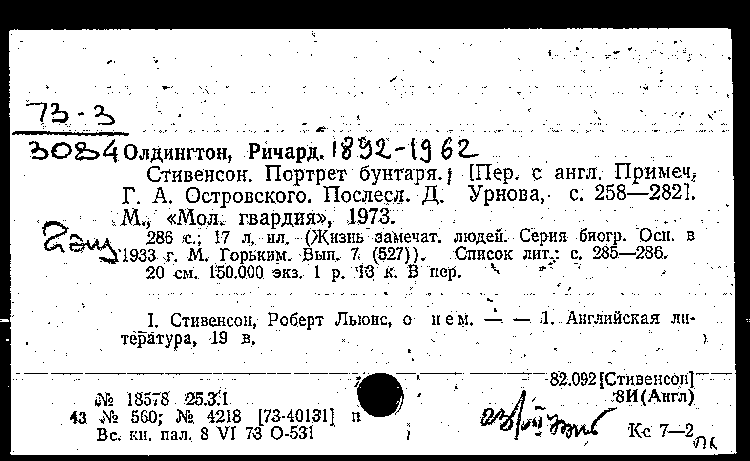 73-3
3084 Олдингтон, Ричард. 1892-1962
Стивенсон. Портрет бунтаря. [Пер. с англ. Примеч.
Г. А. Островского. Послесл. Д. Урнова, с. 258—282].
М., «Мол. гвардия», 1973.
286 с.; 17 л. ил. (Жизнь замечат. людей. Серия биогр. Осн. в
1933 г. М. Горьким. Вып. 7 (527)). Список лит.: с. 285—286.
20 см. 150.000 экз. 1 р. 13 к. В пер.
I. Стивенсон, Роберт Льюис, о нем. — — 1. Английская ли-
тература, 19 в.
82.092[Стивенсон]
8И(Англ)
№ 18578 25.3.1
43 № 560; № 4218 [73-40131] п
Вс. кн. пал. 8 VI 73 О-531
Кс 7—2